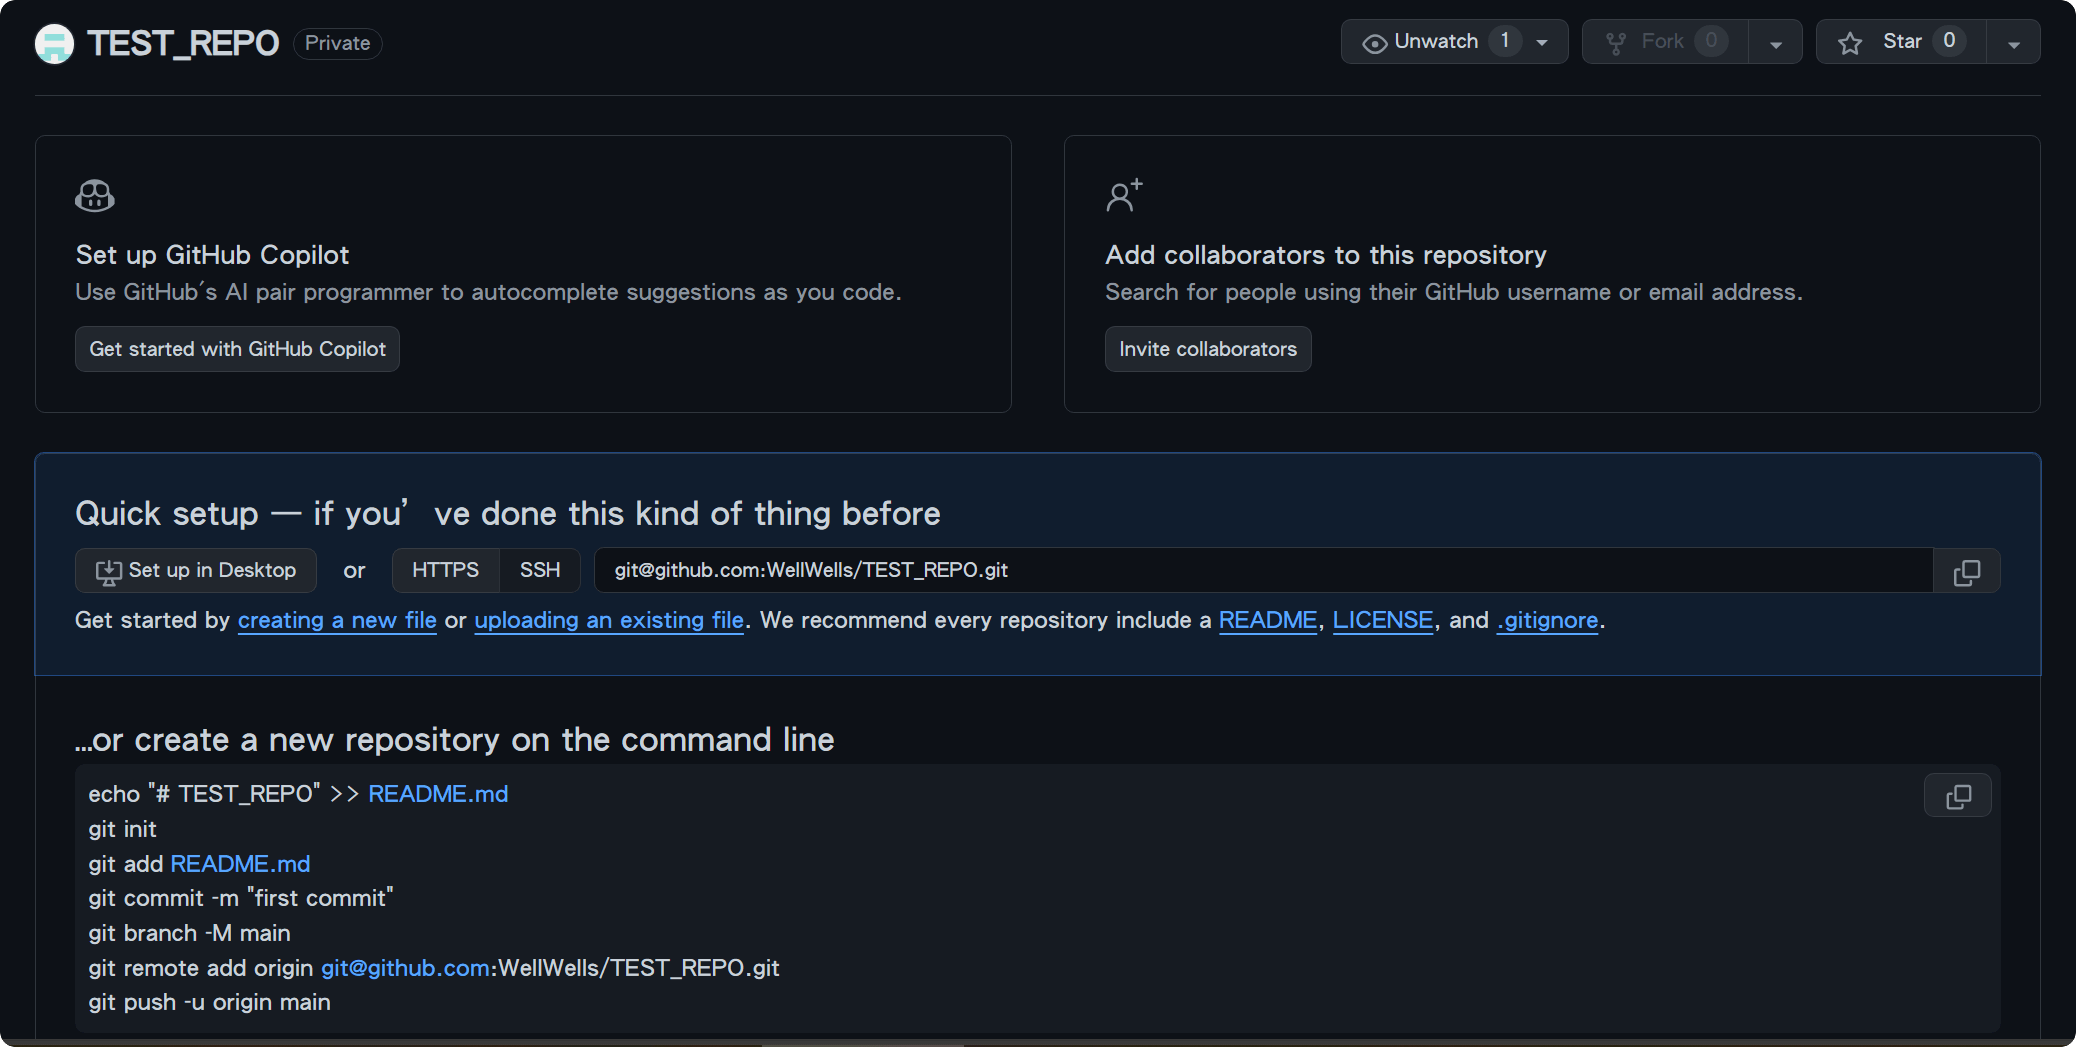 TEST_REPO Private Unwatch 1 Fork 0 Star 0
Set up GitHub Copilot
Use GitHub's AI pair programmer to autocomplete suggestions as you code.
Get started with GitHub Copilot
Add collaborators to this repository
Search for people using their GitHub username or email address.
Invite collaborators
Quick setup — if you’ve done this kind of thing before
Set up in Desktop or HTTPS SSH git@github.com:WellWells/TEST_REPO.git
Get started by creating a new file or uploading an existing file. We recommend every repository include a README, LICENSE, and .gitignore.
…or create a new repository on the command line
echo "# TEST_REPO" >> README.md
git init
git add README.md
git commit -m "first commit"
git branch -M main
git remote add origin git@github.com:WellWells/TEST_REPO.git
git push -u origin main